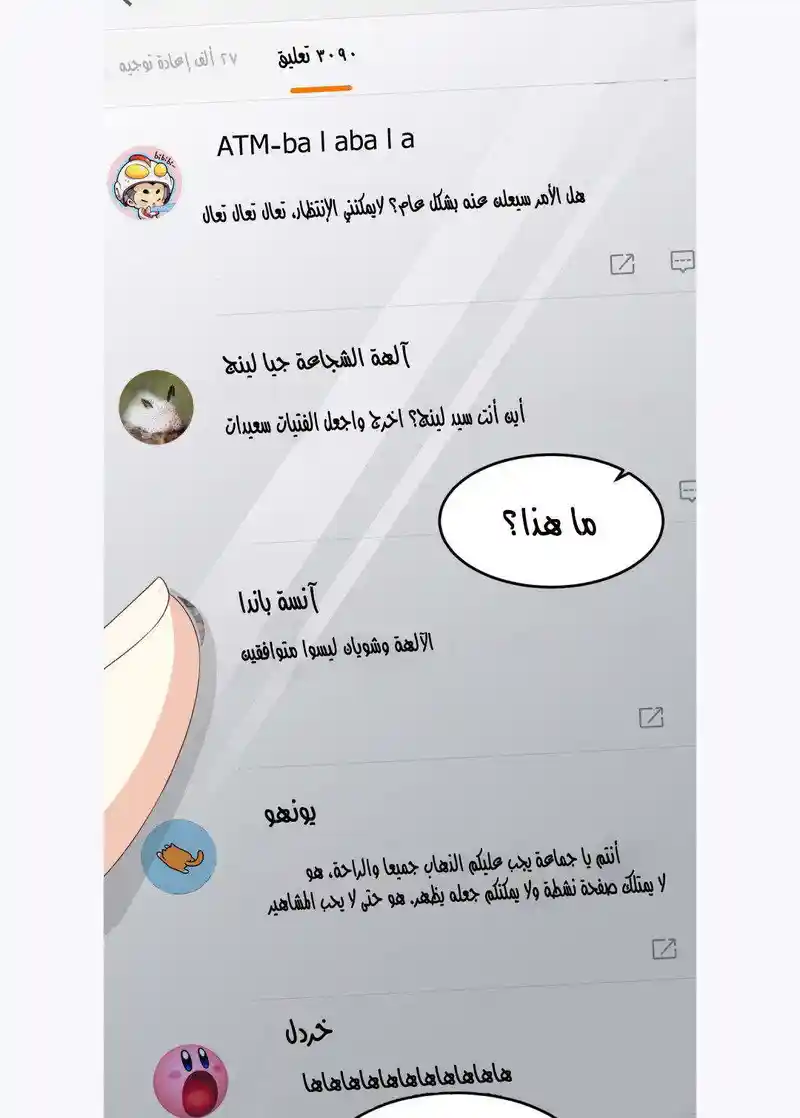 ٣٠٩٠ تعليق
٢٧ ألف إعادة توجيه
ATM-ba l aba l a
bibibi~
هل الأمر سيعلن عنه بشكل عام؟ لايمكنني الإنتظار، تعال تعال تعال
آلهة الشجاعة جيا لينج
أين أنت سيد لينج؟ اخرج واجعل الفتيات سعيدات
ما هذا؟
آنسة باندا
الآلهة وشويان ليسوا متوافقين
يونهو
أنتم يا جماعة يجب عليكم الذهاب جميعا والراحة، هو
لا يمتلك صفحة نشطة ولا يمكنكم جعله يظهر. هو حتى لا يحب المشاهير
خردل
هاهاهاهاهاهاهاهاهاهاها